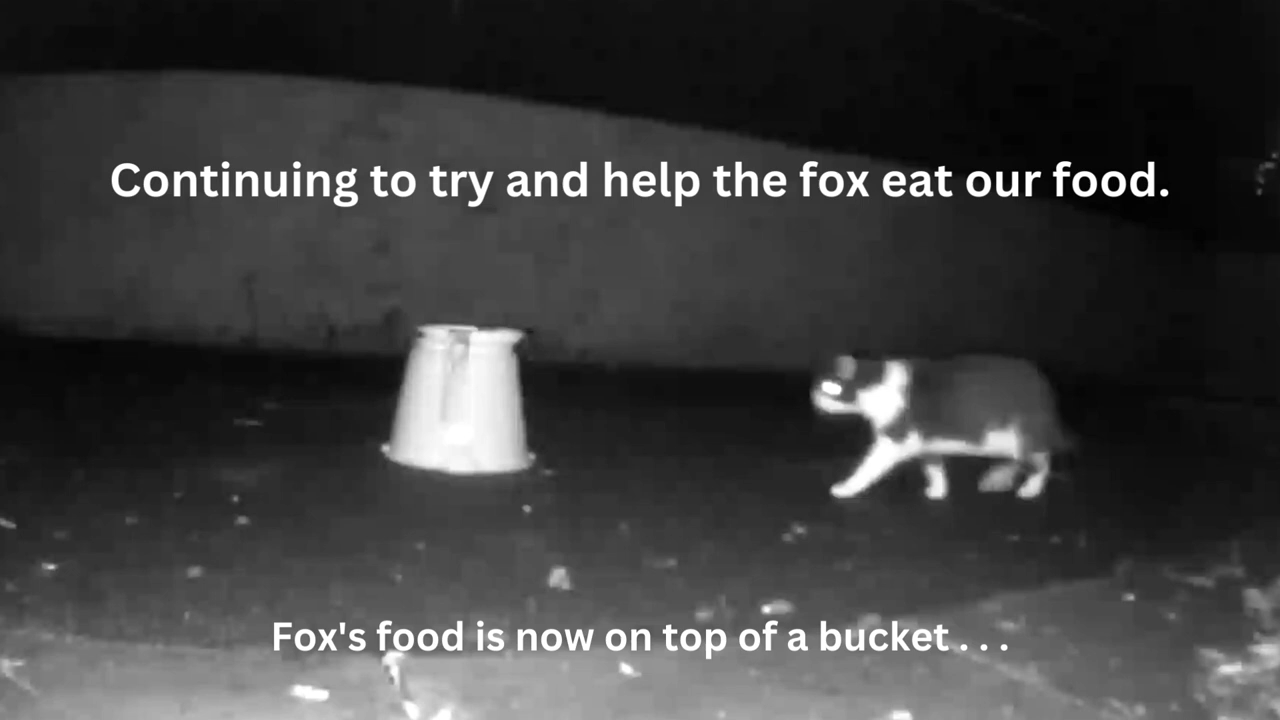 Continuing to try and help the fox eat our food.
Fox's food is now on top of a bucket . . .